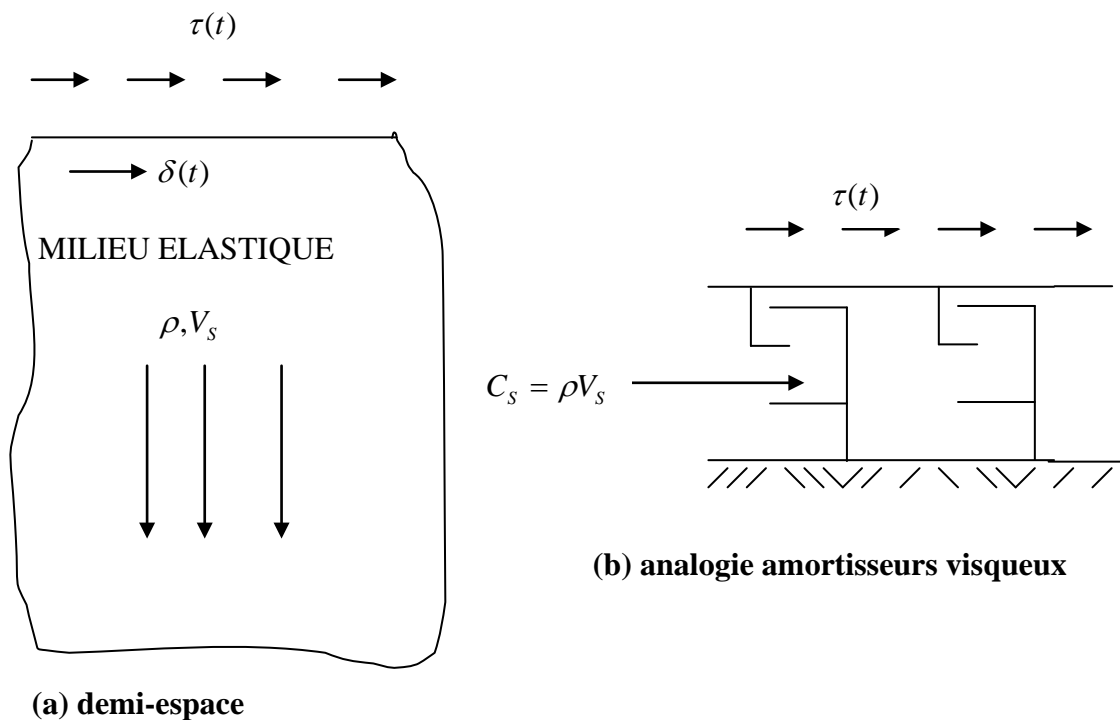 τ(t)
δ(t)
MILIEU ELASTIQUE
ρ,V_S
(a) demi-espace
τ(t)
C_S = ρV_S
(b) analogie amortisseurs visqueux